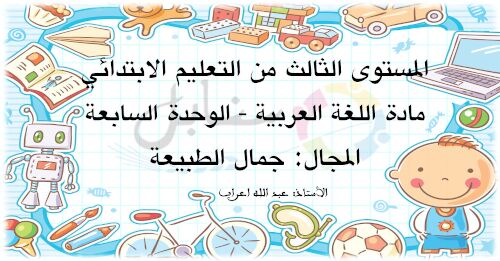 المستوى الثالث من التعليم الابتدائي
مادة اللغة العربية - الوحدة السابعة
المجال: جمال الطبيعة
الأستاذ: عبد الله اعراب